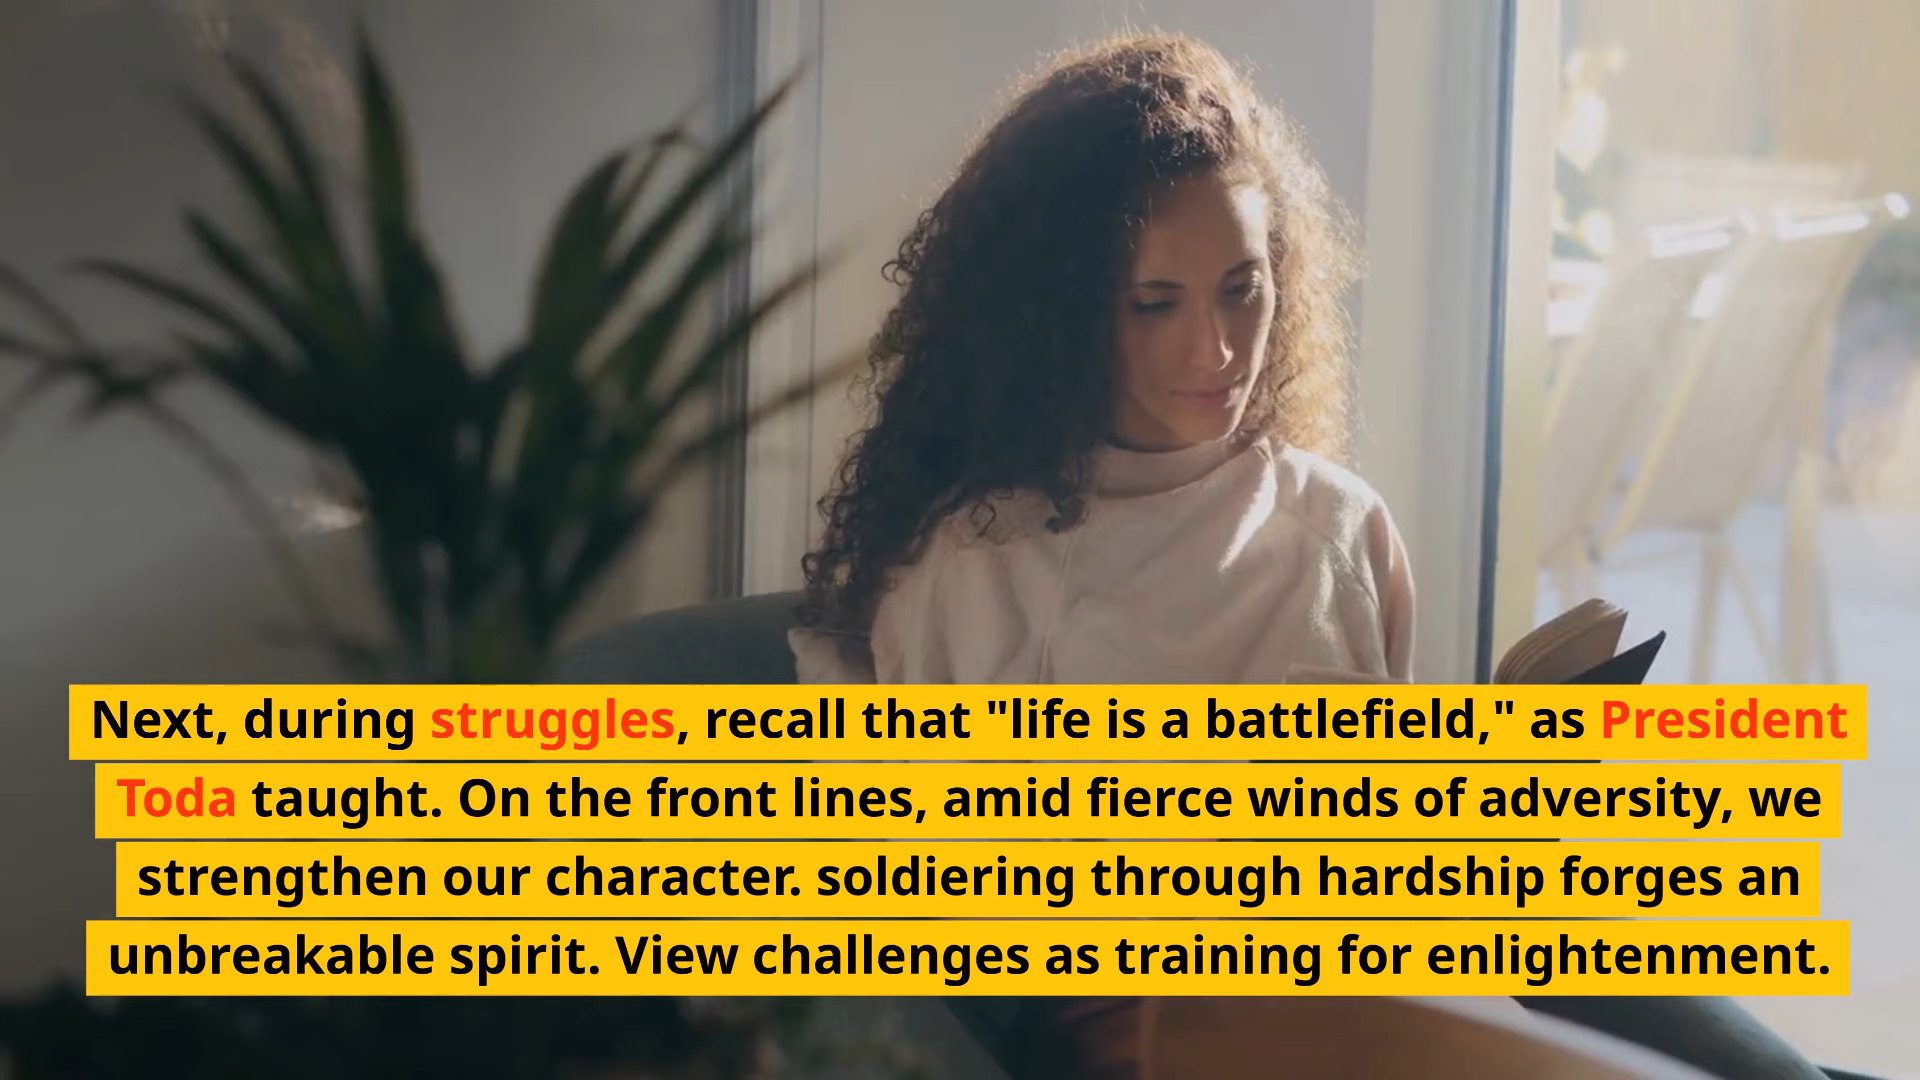 Next, during struggles, recall that "life is a battlefield," as President
Toda taught. On the front lines, amid fierce winds of adversity, we
strengthen our character. soldiering through hardship forges an
unbreakable spirit. View challenges as training for enlightenment.